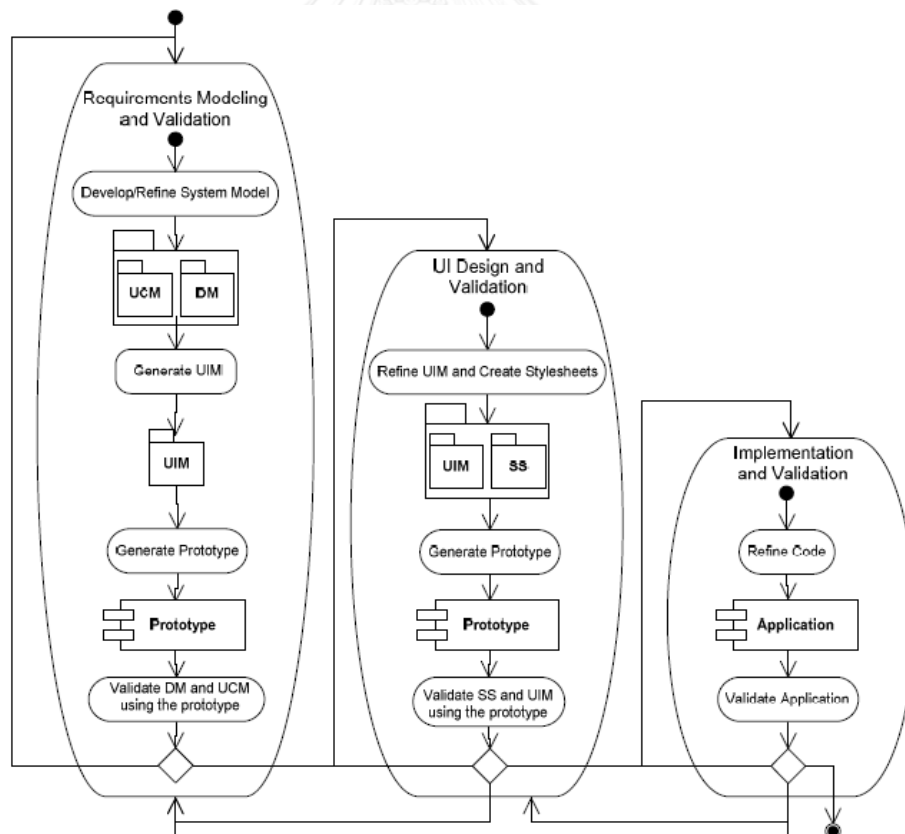 Requirements Modeling
and Validation
Develop/Refine System Model
UCM
DM
Generate UIM
UIM
Generate Prototype
Prototype
Validate DM and UCM
using the prototype
UI Design and
Validation
Refine UIM and Create Stylesheets
UIM
SS
Generate Prototype
Prototype
Validate SS and UIM
using the prototype
Implementation
and Validation
Refine Code
Application
Validate Application